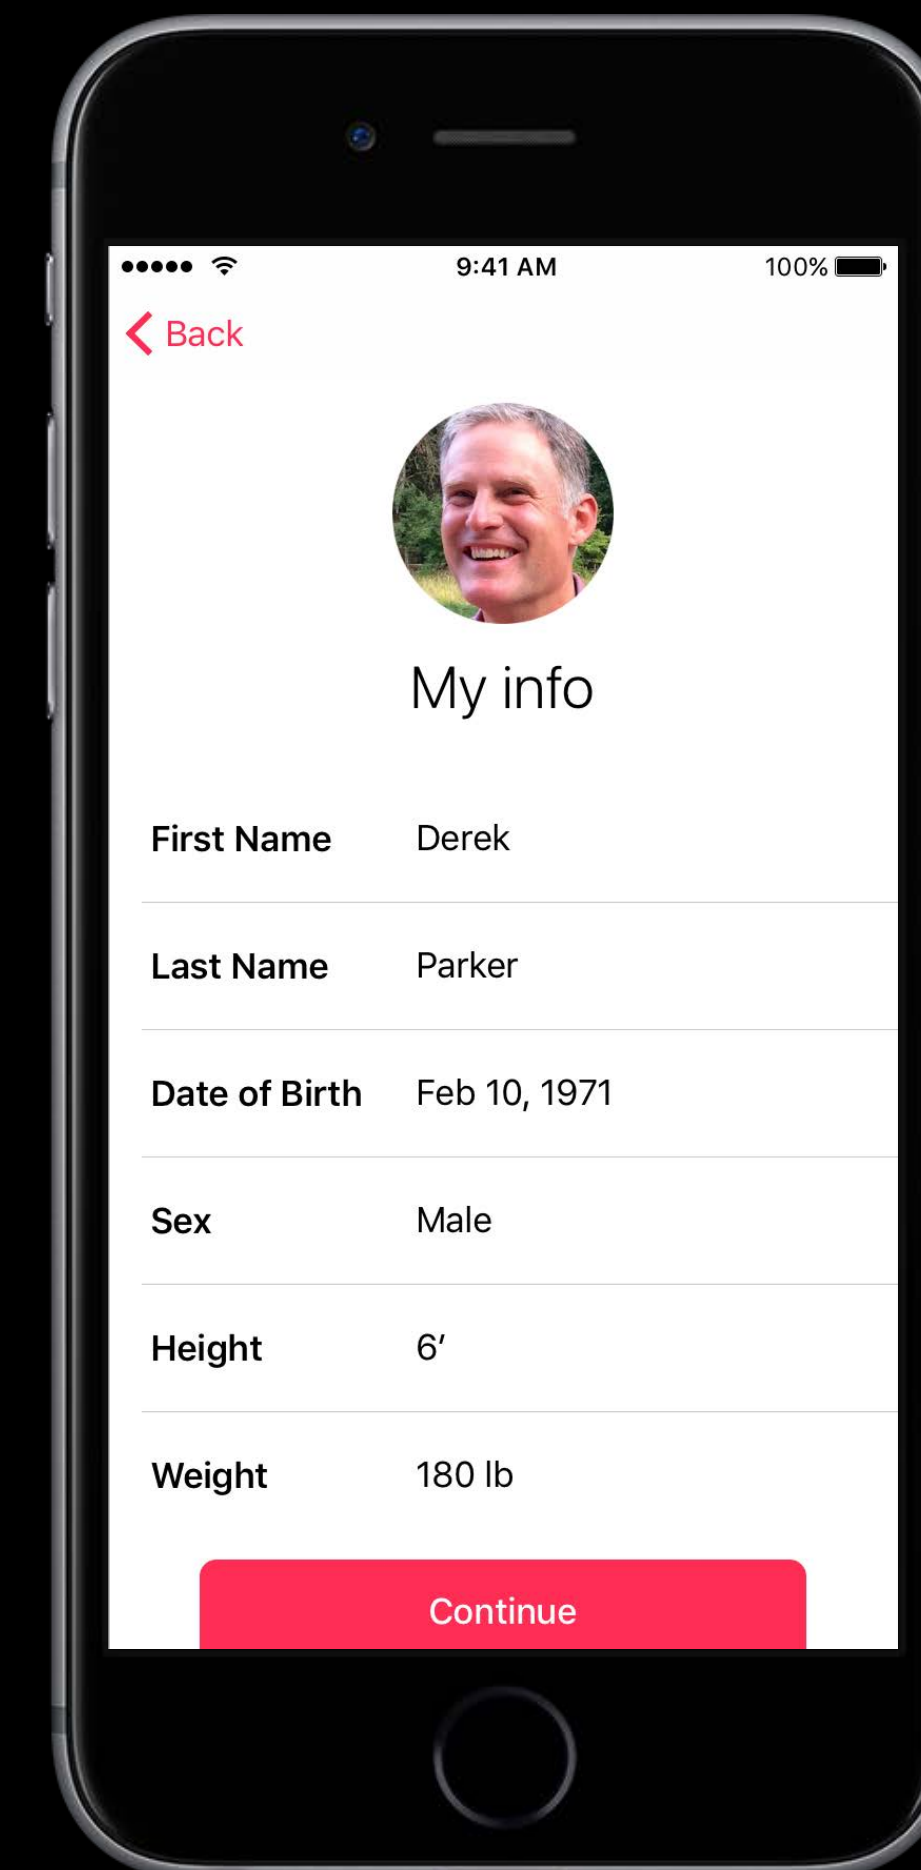 9:41 AM 100%
Back
My info
First Name Derek
Last Name Parker
Date of Birth Feb 10, 1971
Sex Male
Height 6′
Weight 180 lb
Continue